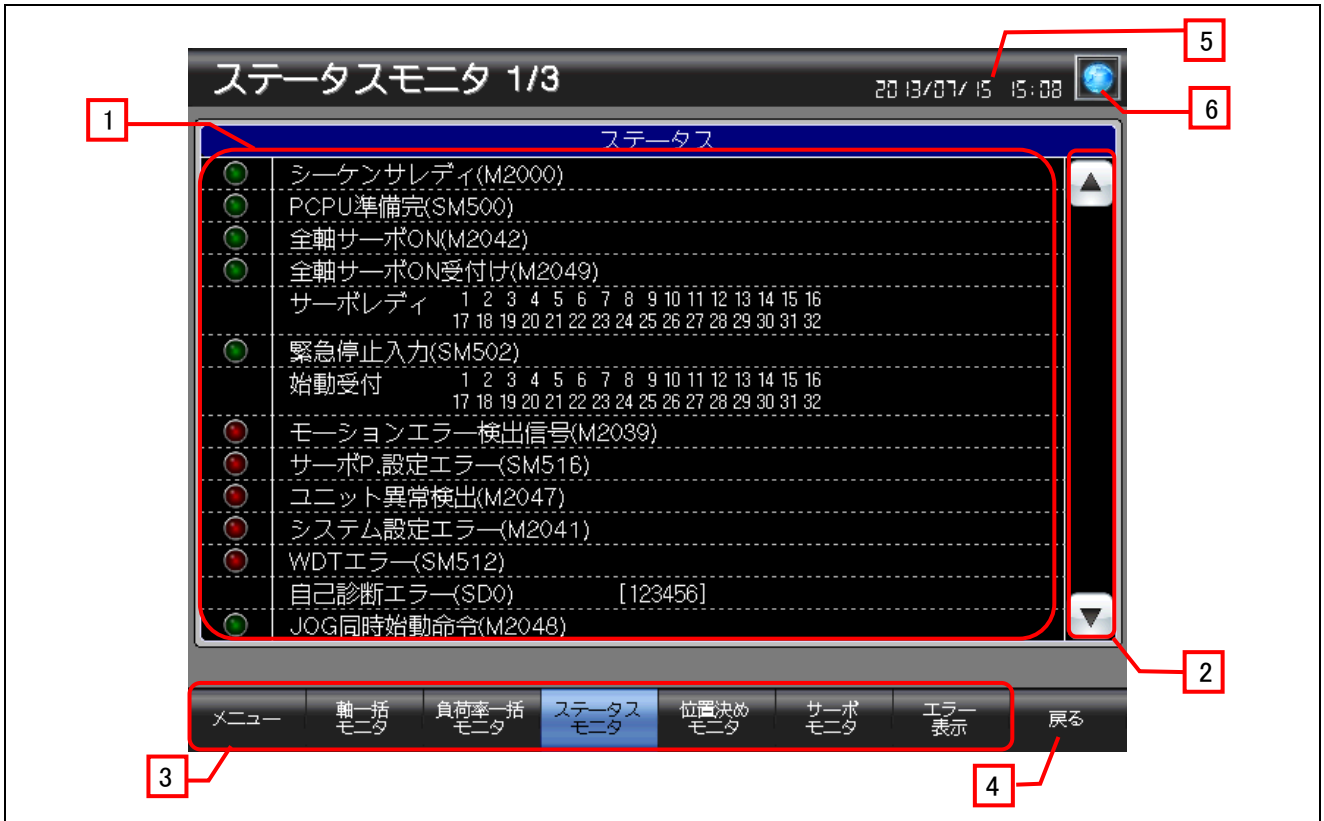 5
ステータスモニタ 1/3
2013/07/15 15:08
6
1
ステータス
シーケンサレディ(M2000)
PCPU準備完(SM500)
全軸サーボON(M2042)
全軸サーボON受付け(M2049)
サーボレディ 1 2 3 4 5 6 7 8 9 10 11 12 13 14 15 16
17 18 19 20 21 22 23 24 25 26 27 28 29 30 31 32
緊急停止入力(SM502)
始動受付 1 2 3 4 5 6 7 8 9 10 11 12 13 14 15 16
17 18 19 20 21 22 23 24 25 26 27 28 29 30 31 32
モーションエラー検出信号(M2039)
サーボP.設定エラー(SM516)
ユニット異常検出(M2047)
システム設定エラー(M2041)
WDTエラー(SM512)
自己診断エラー(SD0) [123456]
JOG同時始動命令(M2048)
▲
▼
2
メニュー
軸一括
モニタ
負荷率一括
モニタ
ステータス
モニタ
位置決め
モニタ
サーボ
モニタ
エラー
表示
戻る
3
4